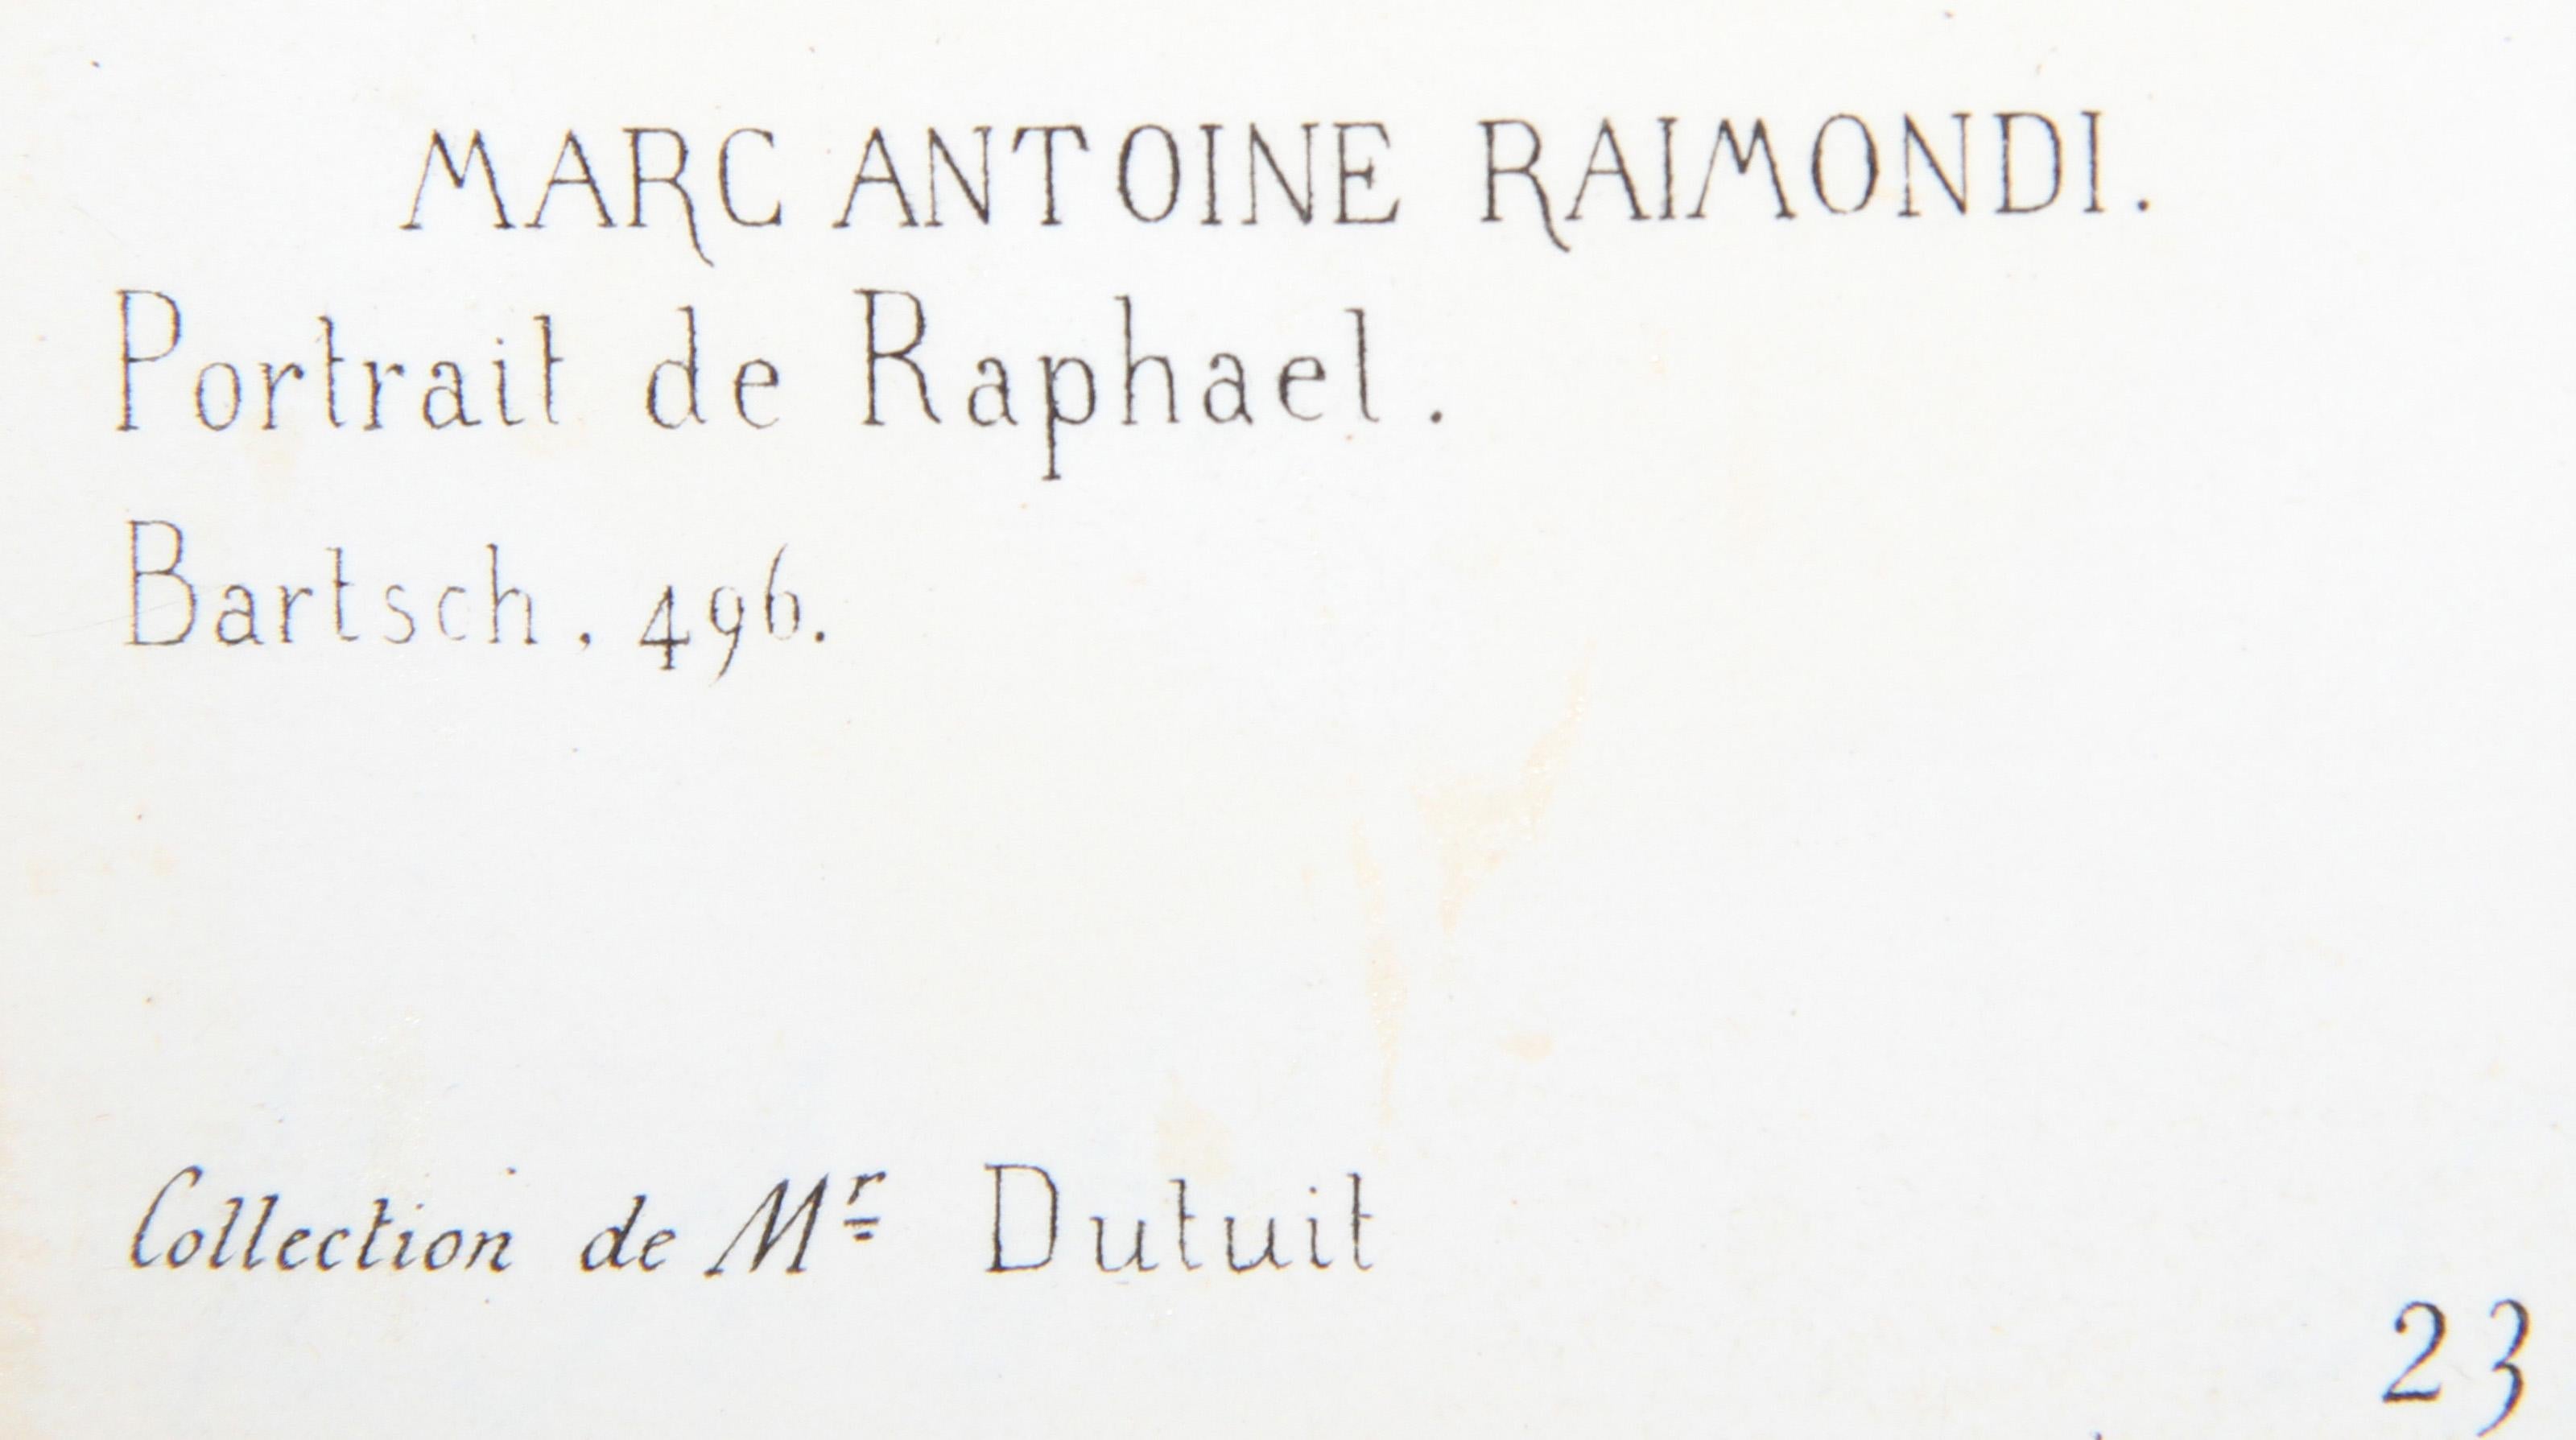 MARC ANTOINE RAIMONDI.
Portrait de Raphael.
Bartsch. 496.
Collection de Mr Dutuit
23